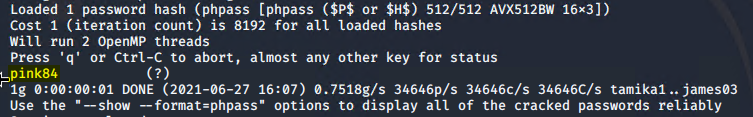 Loaded 1 password hash (phpass [phpass ($P$ or $H$) 512/512 AVX512BW 16×3])
Cost 1 (iteration count) is 8192 for all loaded hashes
Will run 2 OpenMP threads
Press 'q' or Ctrl-C to abort, almost any other key for status
pink84 (?)
1g 0:00:00:01 DONE (2021-06-27 16:07) 0.7518g/s 34646p/s 34646c/s 34646C/s tamika1..james03
Use the "--show --format=phpass" options to display all of the cracked passwords reliably